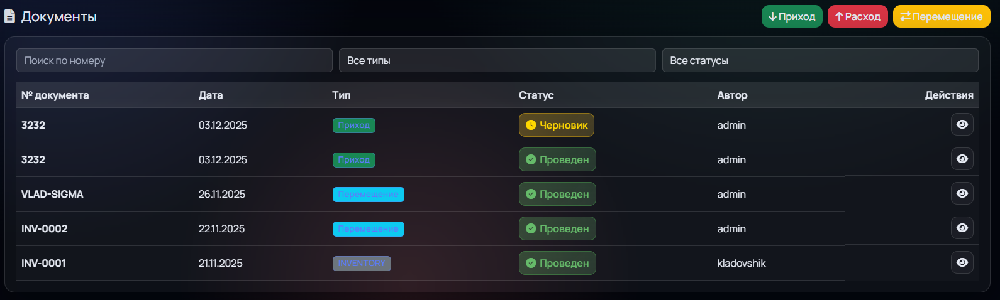 Документы
Приход Расход Перемещение
Поиск по номеру Все типы Все статусы
№ документа Дата Тип Статус Автор Действия
3232 03.12.2025 Приход Черновик admin
3232 03.12.2025 Приход Проведен admin
VLAD-SIGMA 26.11.2025 Перемещение Проведен admin
INV-0002 22.11.2025 Перемещение Проведен admin
INV-0001 21.11.2025 INVENTORY Проведен kladovshik